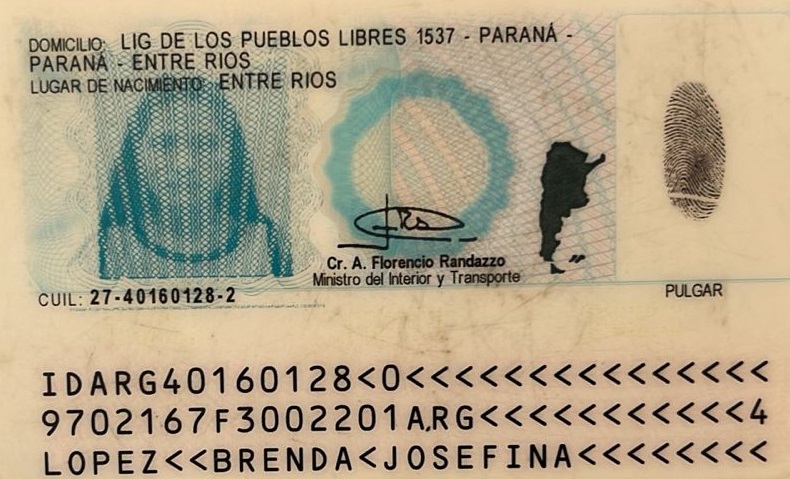 DOMICILIO: LIG DE LOS PUEBLOS LIBRES 1537 - PARANÁ -
PARANÁ - ENTRE RIOS
LUGAR DE NACIMIENTO: ENTRE RIOS
Cr. A. Florencio Randazzo
Ministro del Interior y Transporte
CUIL: 27-40160128-2
PULGAR
IDARG40160128<0<<<<<<<<<<<<<<<
9702167F3002201ARG<<<<<<<<<<<4
LOPEZ<<BRENDA<JOSEFINA<<<<<<<<